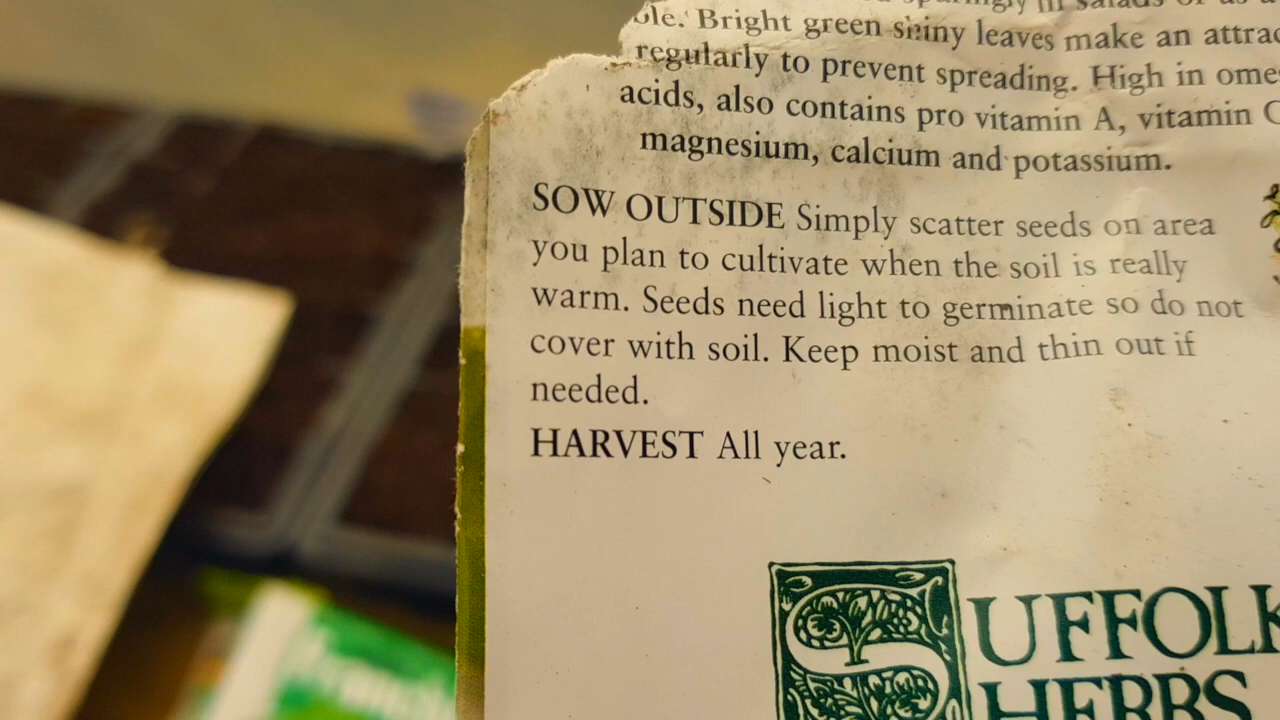 ble. Bright green shiny leaves make an attrac
regularly to prevent spreading. High in ome
acids, also contains pro vitamin A, vitamin C
magnesium, calcium and potassium.
SOW OUTSIDE Simply scatter seeds on area
you plan to cultivate when the soil is really
warm. Seeds need light to germinate so do not
cover with soil. Keep moist and thin out if
needed.
HARVEST All year.
SUFFOLK
HERBS